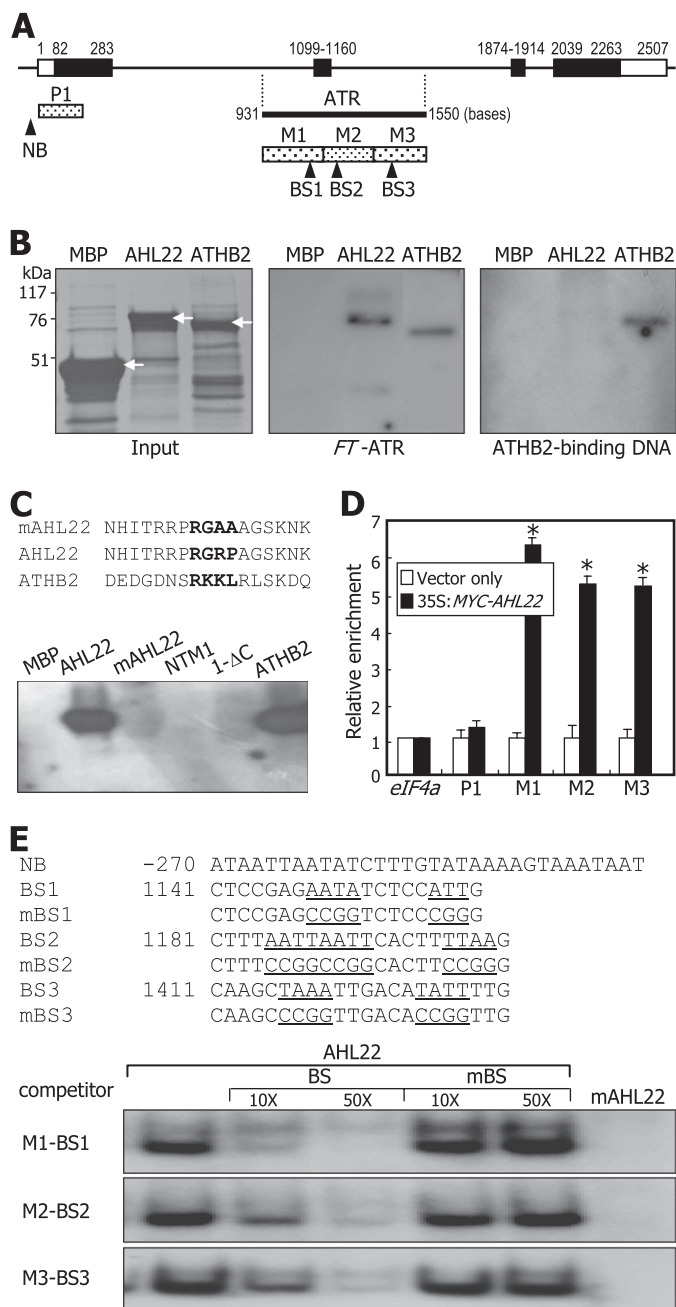 A
1 82 283 1099-1160 1874-1914 2039 2263 2507
P1
ATR
931 1550 (bases)
NB
M1 M2 M3
BS1 BS2 BS3
B
MBP AHL22 ATHB2 MBP AHL22 ATHB2 MBP AHL22 ATHB2
kDa
117
76
51
Input FT-ATR ATHB2-binding DNA
C
mAHL22 NHITRRPRGAAAGSKNK
AHL22 NHITRRPRGRPAGSKNK
ATHB2 DEDGDNSRKKLRLSKDQ
MBP AHL22 mAHL22 NTM1 1-ΔC ATHB2
D
Relative enrichment
7
6
5
4
3
2
1
0
* * *
Vector only
35S:MYC-AHL22
eIF4a P1 M1 M2 M3
E
NB -270 ATAATTAATATCTTTGTATAAAAGTAAATAAT
BS1 1141 CTCCGAGAATATCTCCATTG
mBS1 CTCCGAGCCGGTCTCCCGGG
BS2 1181 CTTTAATTAATTCACTTTTAAG
mBS2 CTTTCCGGCCGGCACTTCCGGG
BS3 1411 CAAGCTAAATTGACATATTTTG
mBS3 CAAGCCCGGTTGACACCGGTTG
AHL22
competitor BS mBS mAHL22
10X 50X 10X 50X
M1-BS1
M2-BS2
M3-BS3